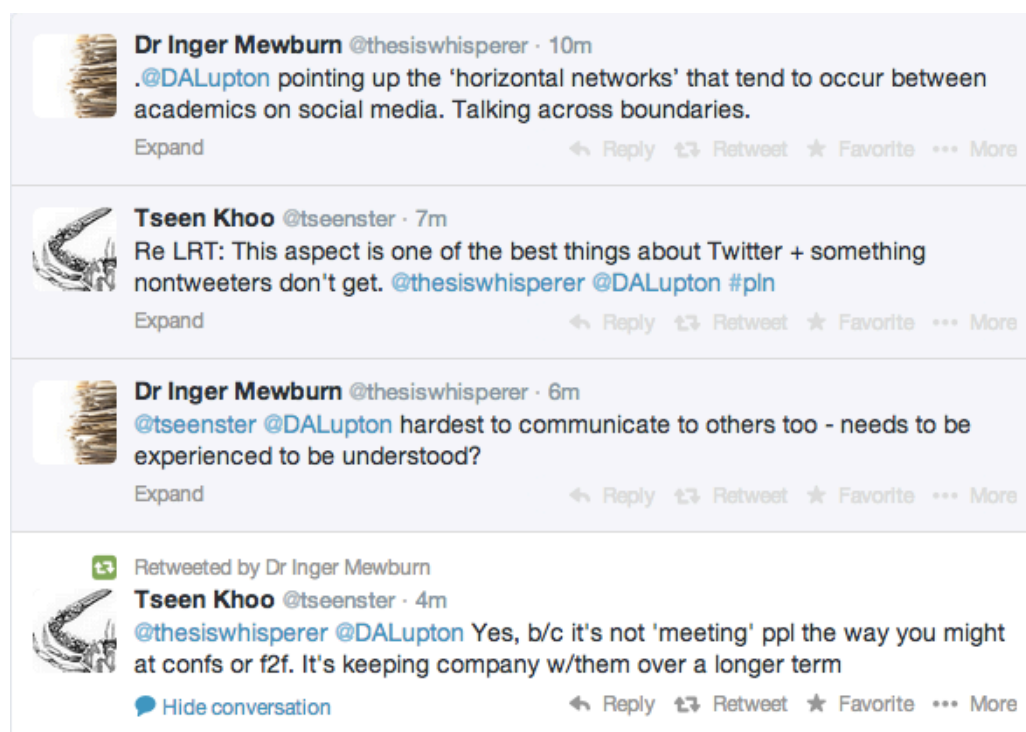 Dr Inger Mewburn @thesiswhisperer · 10m
.@DALupton pointing up the ‘horizontal networks’ that tend to occur between
academics on social media. Talking across boundaries.
Expand Reply Retweet Favorite ••• More
Tseen Khoo @tseenster · 7m
Re LRT: This aspect is one of the best things about Twitter + something
nontweeters don't get. @thesiswhisperer @DALupton #pln
Expand Reply Retweet Favorite ••• More
Dr Inger Mewburn @thesiswhisperer · 6m
@tseenster @DALupton hardest to communicate to others too - needs to be
experienced to be understood?
Expand Reply Retweet Favorite ••• More
Retweeted by Dr Inger Mewburn
Tseen Khoo @tseenster · 4m
@thesiswhisperer @DALupton Yes, b/c it's not 'meeting' ppl the way you might
at confs or f2f. It's keeping company w/them over a longer term
Hide conversation Reply Retweet Favorite ••• More